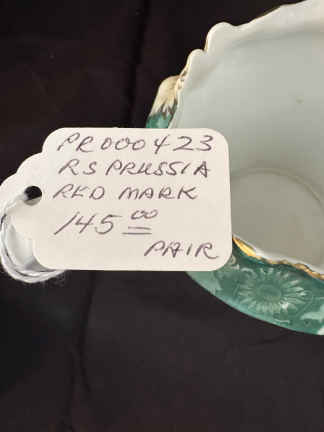 PR000423
RS PRUSSIA
RED MARK
145 00
PAIR